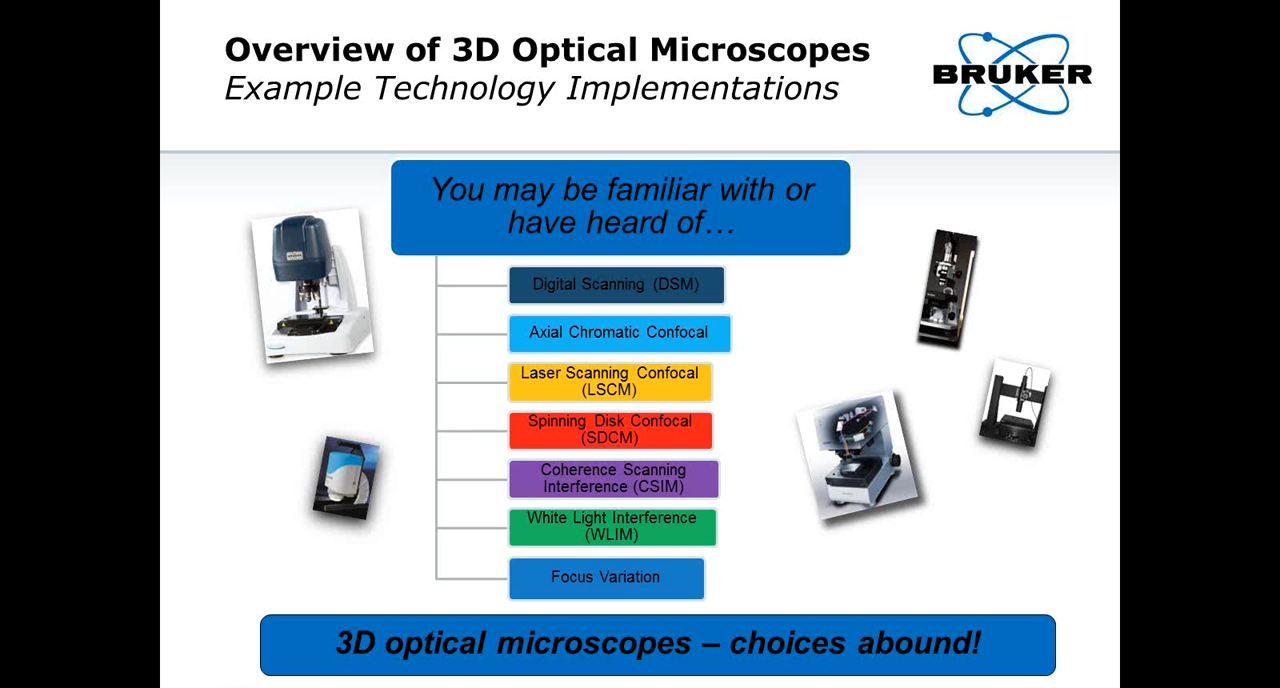 Overview of 3D Optical Microscopes
Example Technology Implementations
BRUKER
You may be familiar with or
have heard of…
Digital Scanning (DSM)
Axial Chromatic Confocal
Laser Scanning Confocal
(LSCM)
Spinning Disk Confocal
(SDCM)
Coherence Scanning
Interference (CSIM)
White Light Interference
(WLIM)
Focus Variation
3D optical microscopes – choices abound!